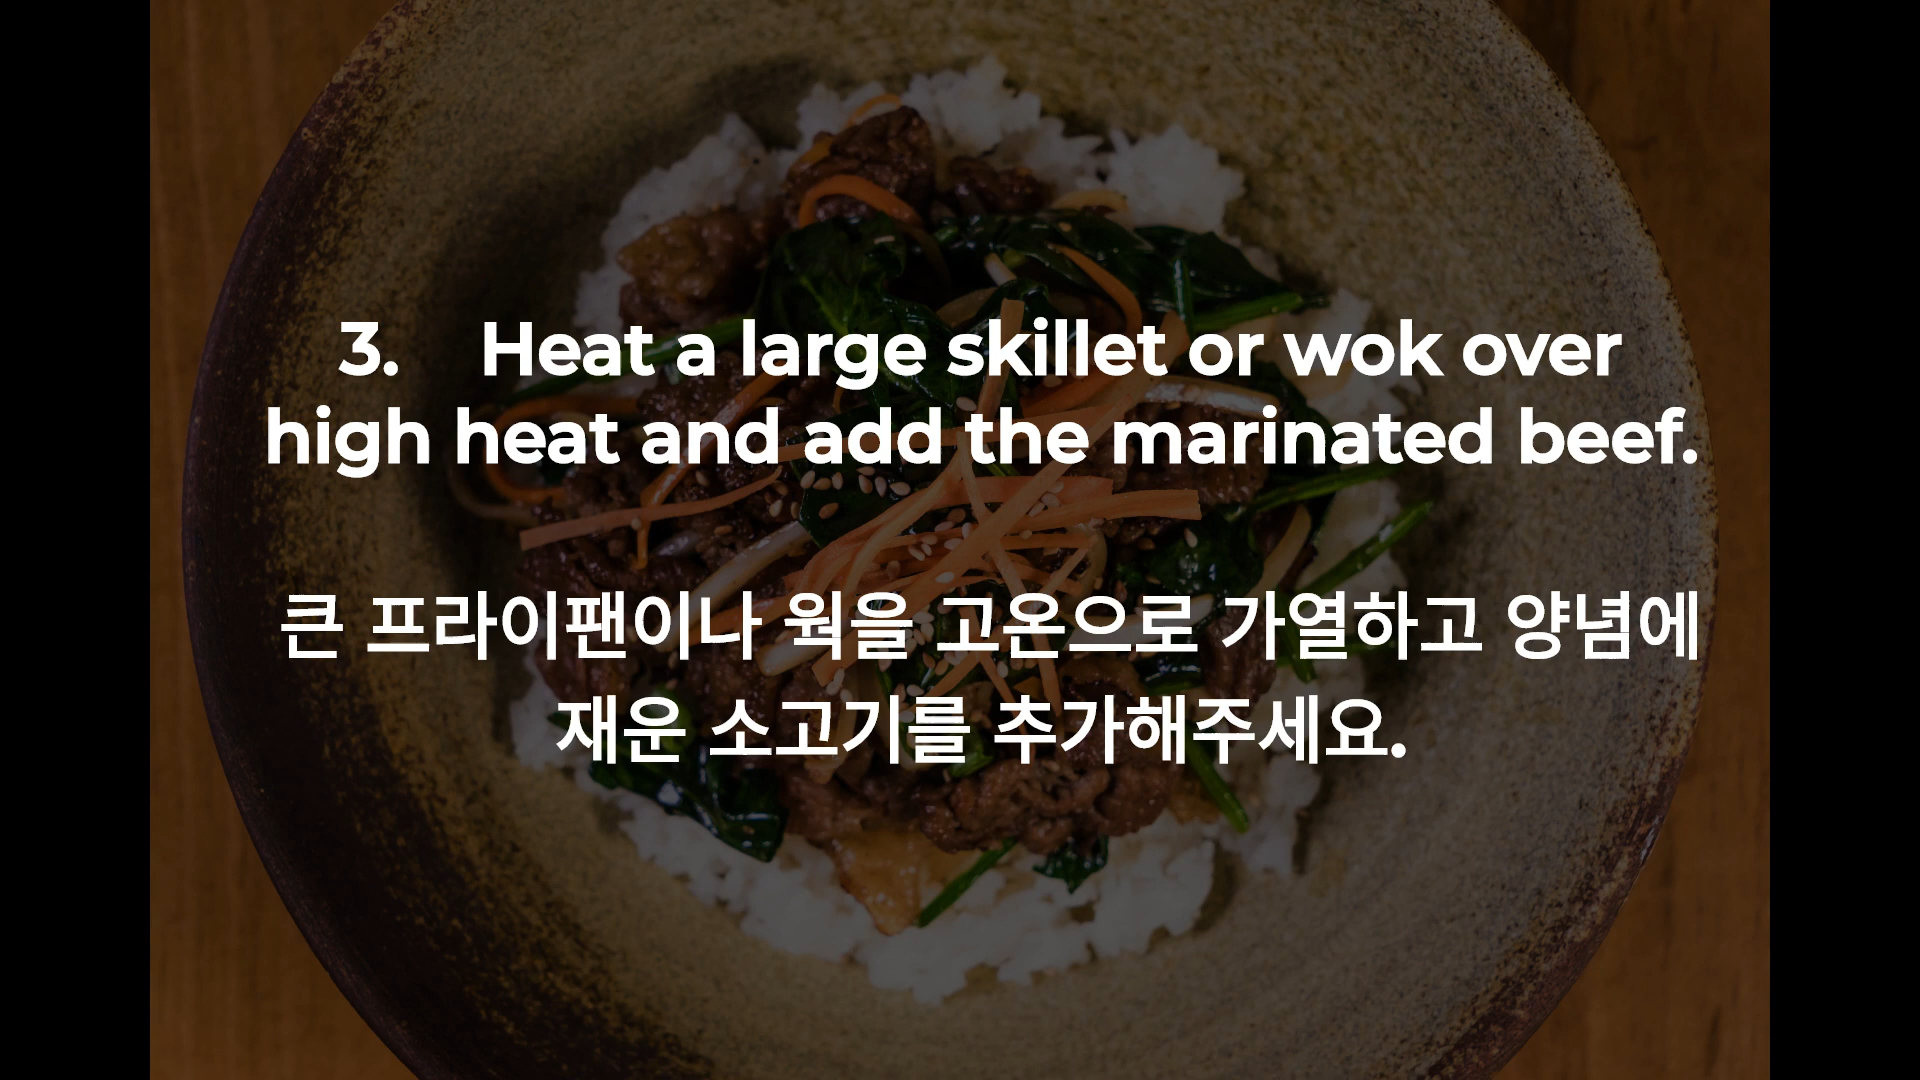 3. Heat a large skillet or wok over
high heat and add the marinated beef.
큰 프라이팬이나 웍을 고온으로 가열하고 양념에
재운 소고기를 추가해주세요.